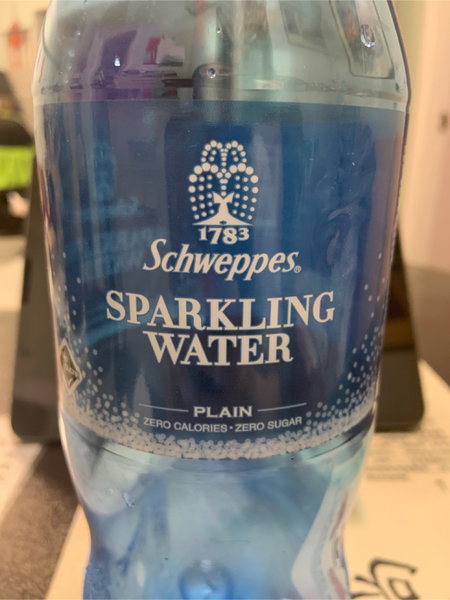 1783
Schweppes®
SPARKLING
WATER
PLAIN
ZERO CALORIES • ZERO SUGAR